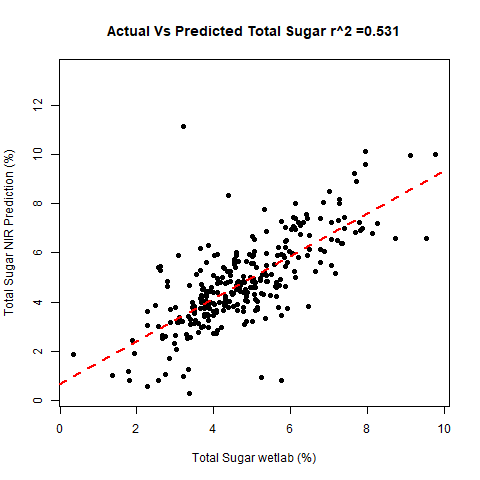 Actual Vs Predicted Total Sugar r^2 =0.531
Total Sugar NIR Prediction (%)
12
10
8
6
4
2
0
0 2 4 6 8 10
Total Sugar wetlab (%)